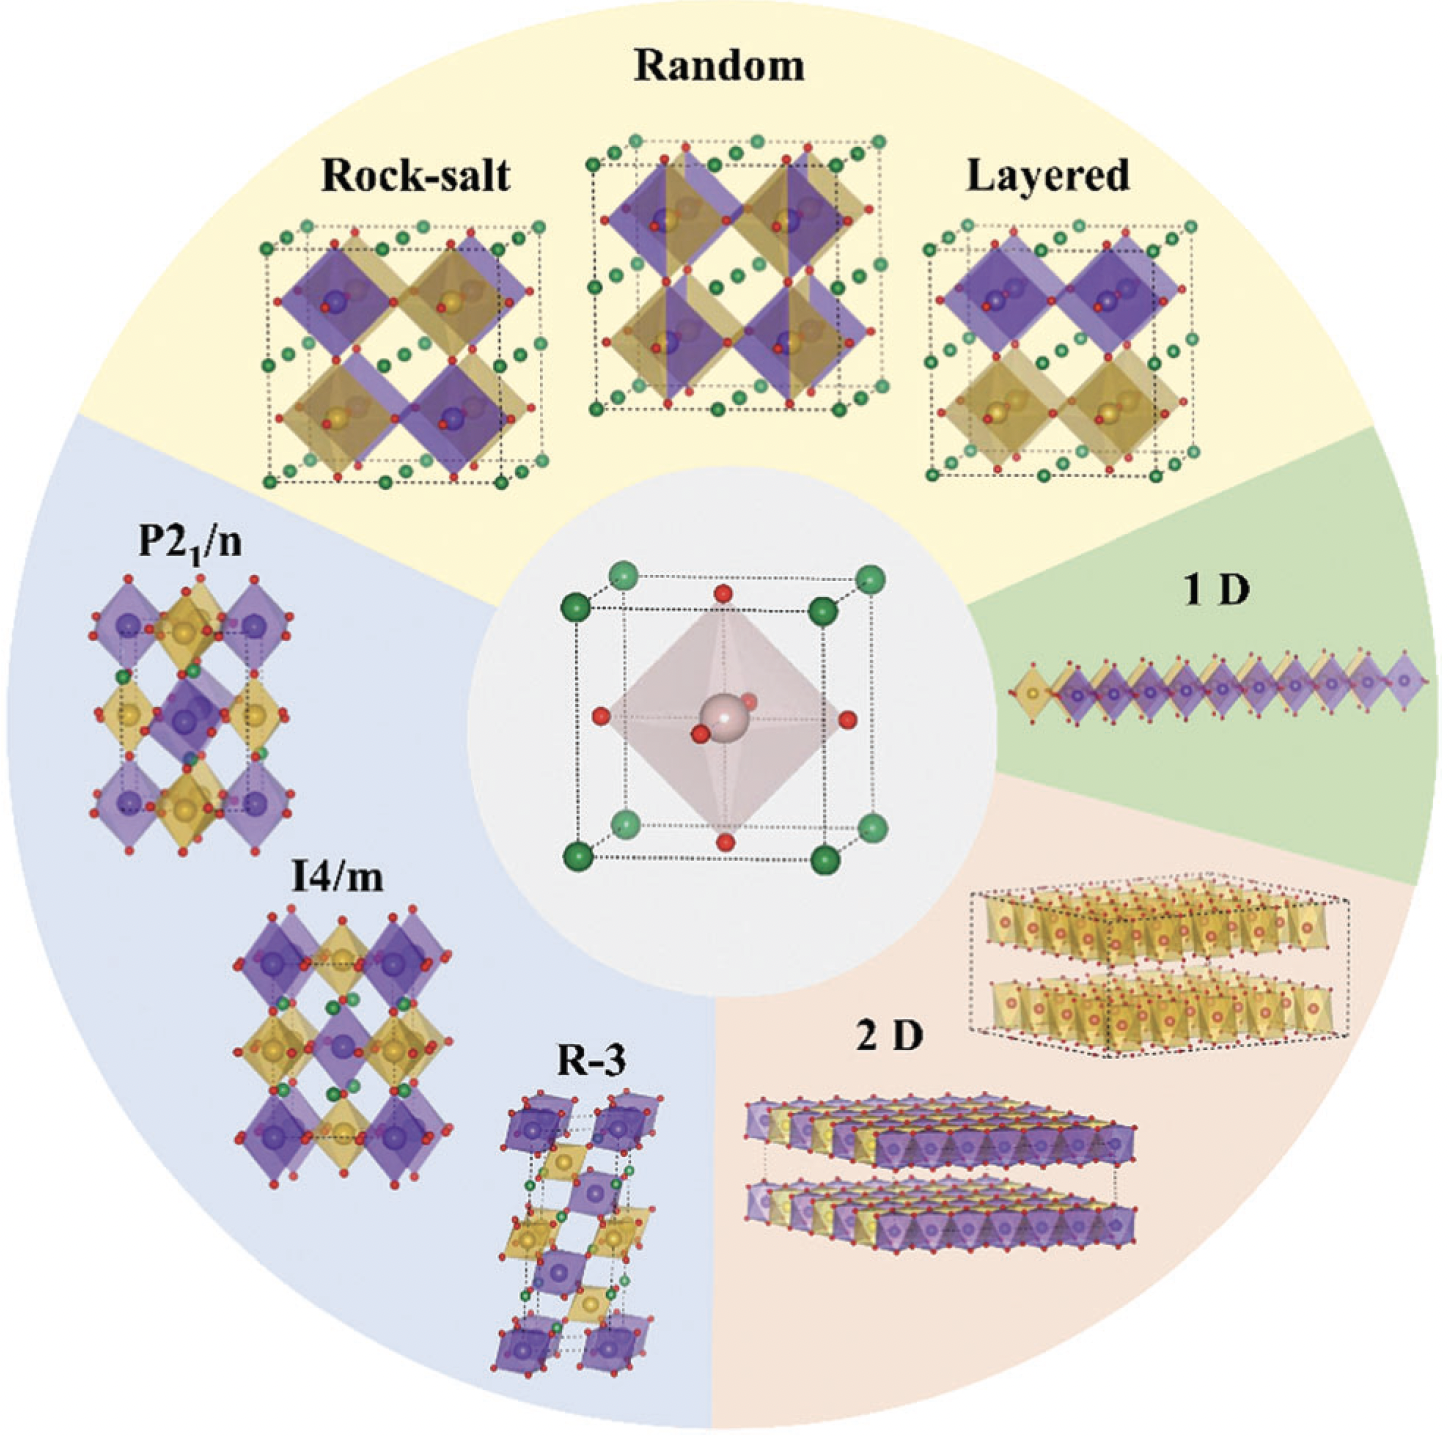 Random
Rock-salt
Layered
P2₁/n
1 D
I4/m
2 D
R-3